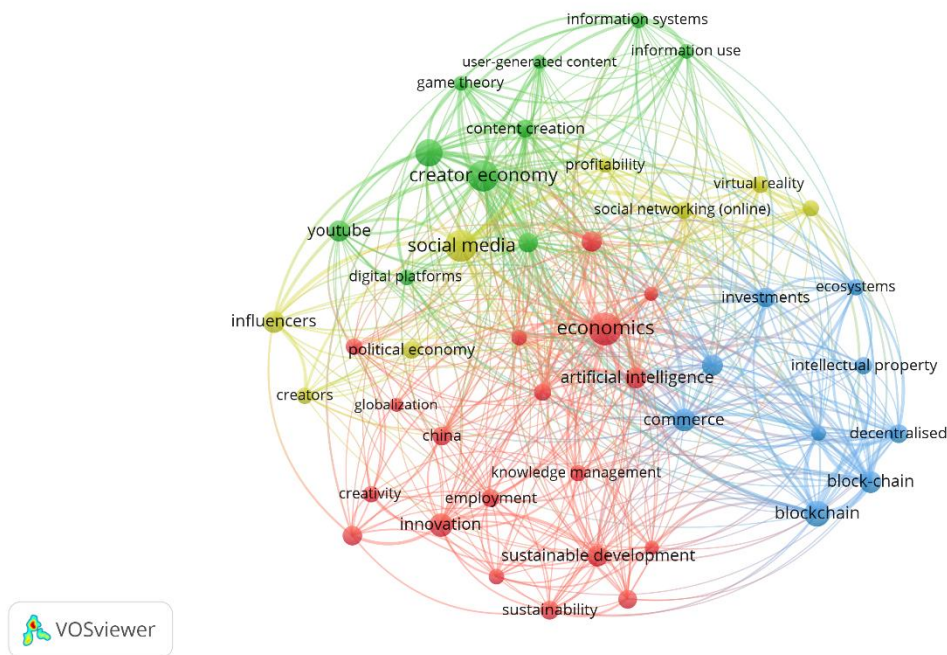 information systems
information use
user-generated content
game theory
content creation
profitability
creator economy
virtual reality
social networking (online)
youtube
social media
digital platforms
ecosystems
investments
influencers
economics
political economy
intellectual property
artificial intelligence
creators
globalization
commerce
china
decentralised
knowledge management
block-chain
creativity
employment
blockchain
innovation
sustainable development
sustainability
VOSviewer